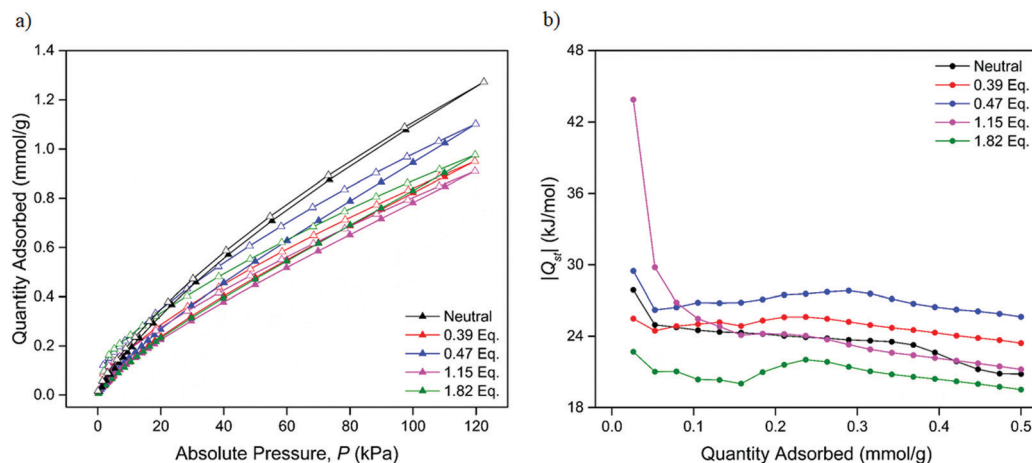 a)
Quantity Adsorbed (mmol/g)
1.4
1.2
1.0
0.8
0.6
0.4
0.2
0.0
Neutral
0.39 Eq.
0.47 Eq.
1.15 Eq.
1.82 Eq.
0 20 40 60 80 100 120
Absolute Pressure, P (kPa)
b)
|Qst| (kJ/mol)
48
42
36
30
24
18
Neutral
0.39 Eq.
0.47 Eq.
1.15 Eq.
1.82 Eq.
0.0 0.1 0.2 0.3 0.4 0.5
Quantity Adsorbed (mmol/g)